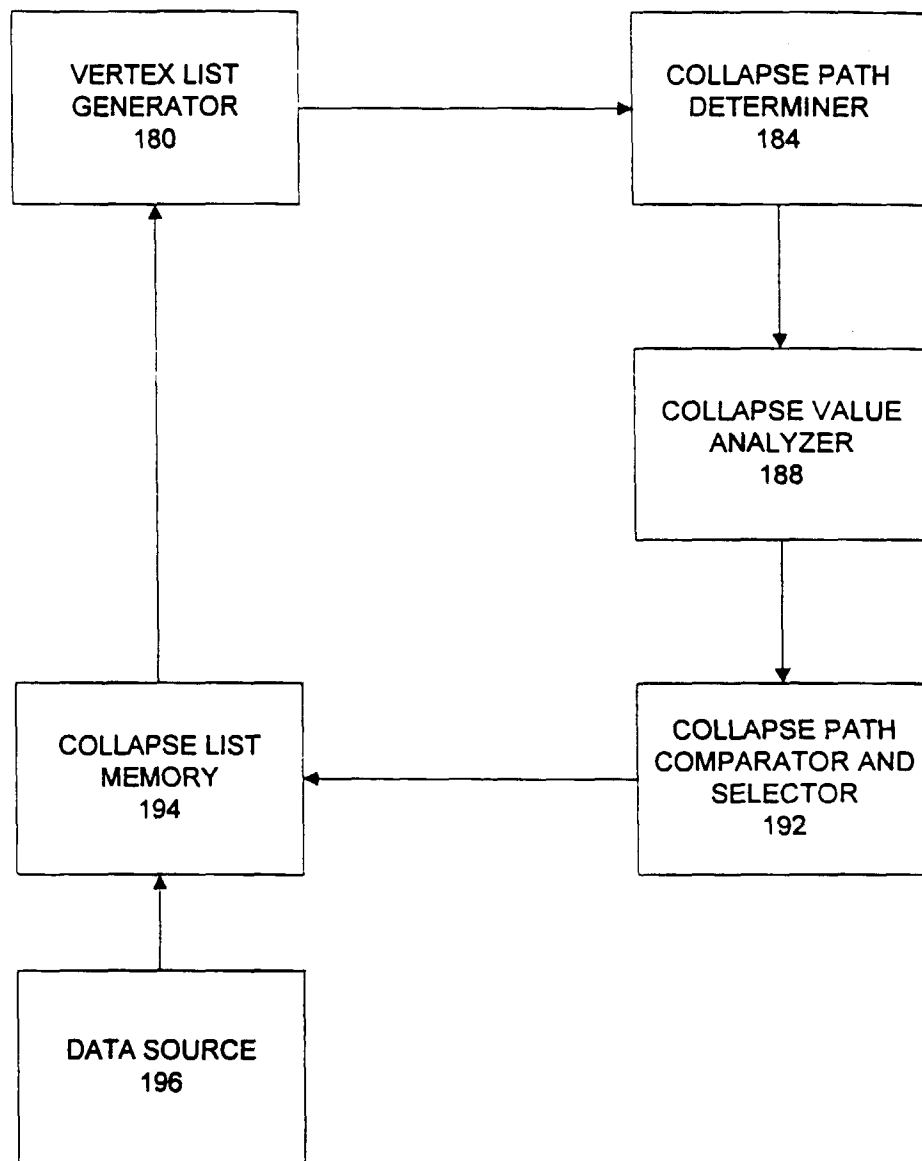 VERTEX LIST
GENERATOR
180
COLLAPSE PATH
DETERMINER
184
COLLAPSE VALUE
ANALYZER
188
COLLAPSE LIST
MEMORY
194
COLLAPSE PATH
COMPARATOR AND
SELECTOR
192
DATA SOURCE
196